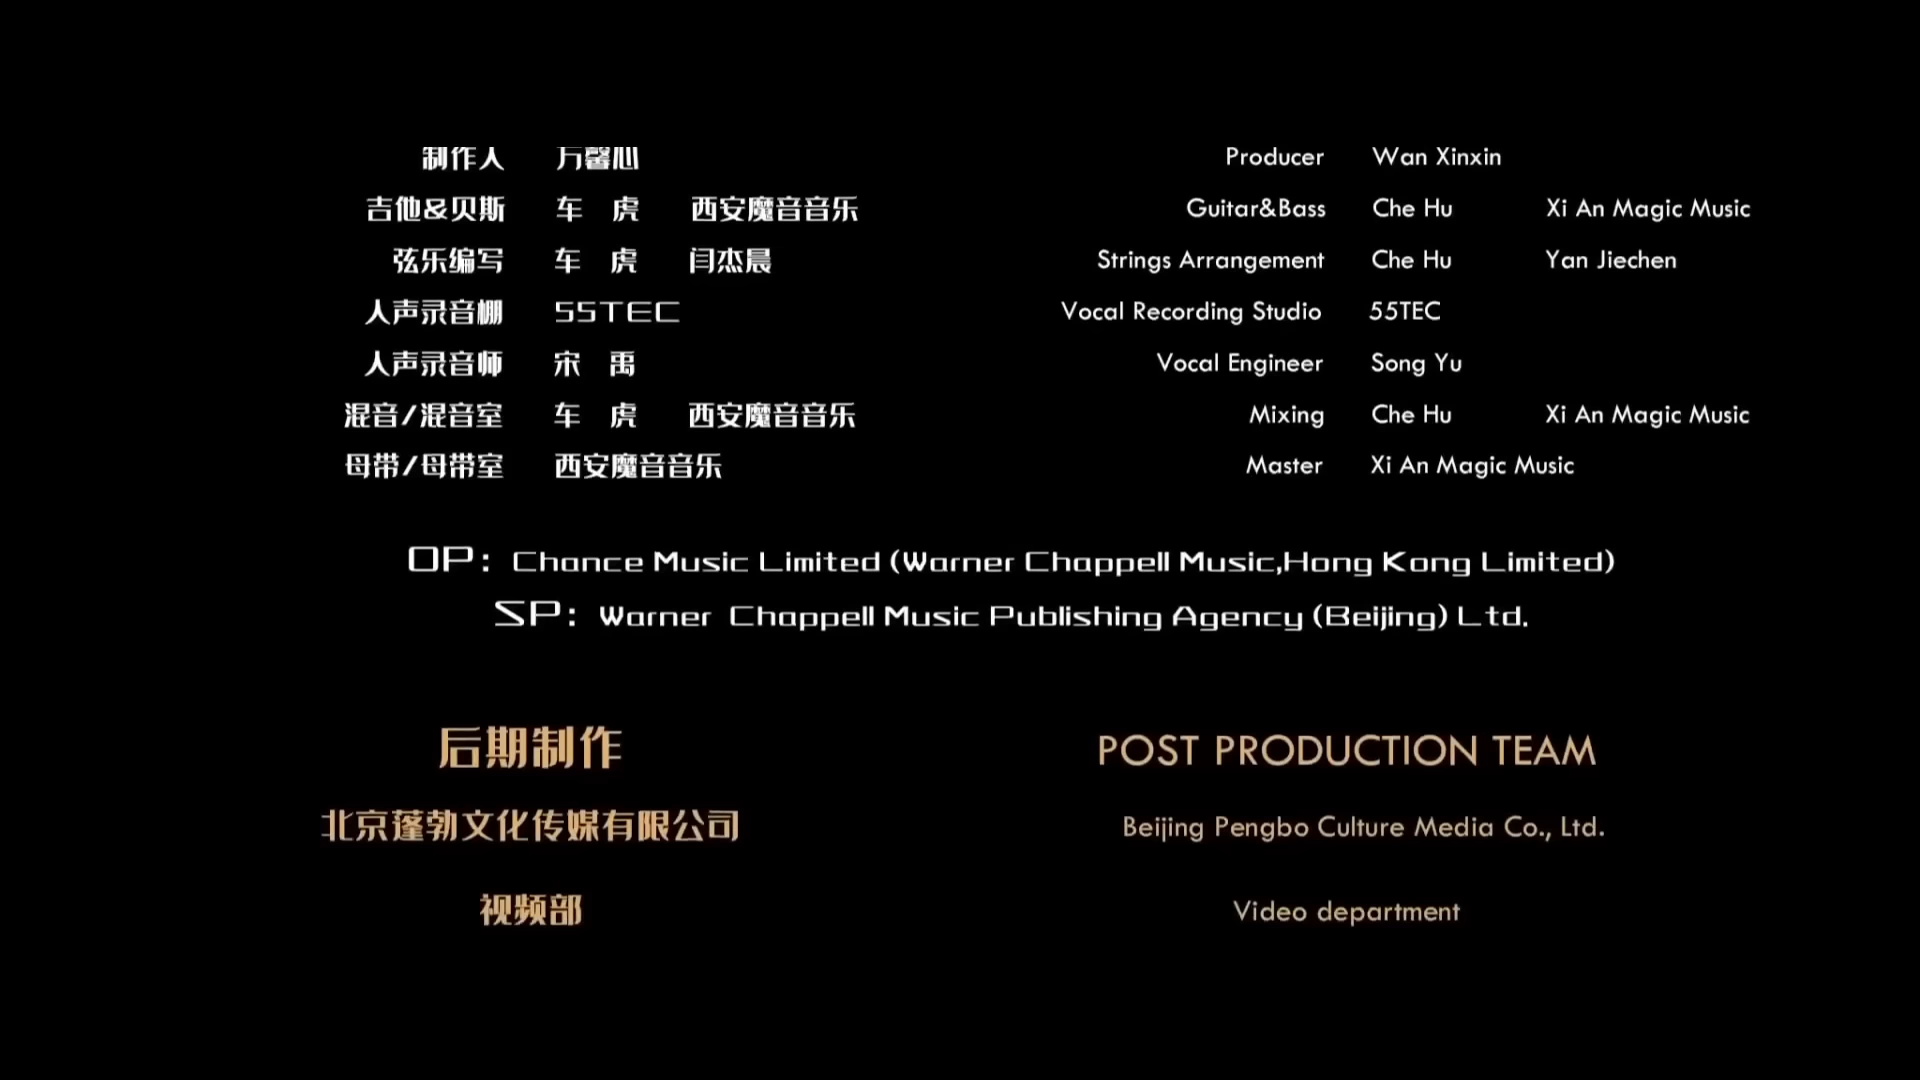 制作人 万馨心 Producer Wan Xinxin
吉他&贝斯 车 虎 西安魔音音乐 Guitar&Bass Che Hu Xi An Magic Music
弦乐编写 车 虎 闫杰晨 Strings Arrangement Che Hu Yan Jiechen
人声录音棚 55TEC Vocal Recording Studio 55TEC
人声录音师 宋 禹 Vocal Engineer Song Yu
混音/混音室 车 虎 西安魔音音乐 Mixing Che Hu Xi An Magic Music
母带/母带室 西安魔音音乐 Master Xi An Magic Music
OP: Chance Music Limited (Warner Chappell Music,Hong Kong Limited)
SP: Warner Chappell Music Publishing Agency (Beijing) Ltd.
后期制作 POST PRODUCTION TEAM
北京蓬勃文化传媒有限公司 Beijing Pengbo Culture Media Co., Ltd.
视频部 Video department